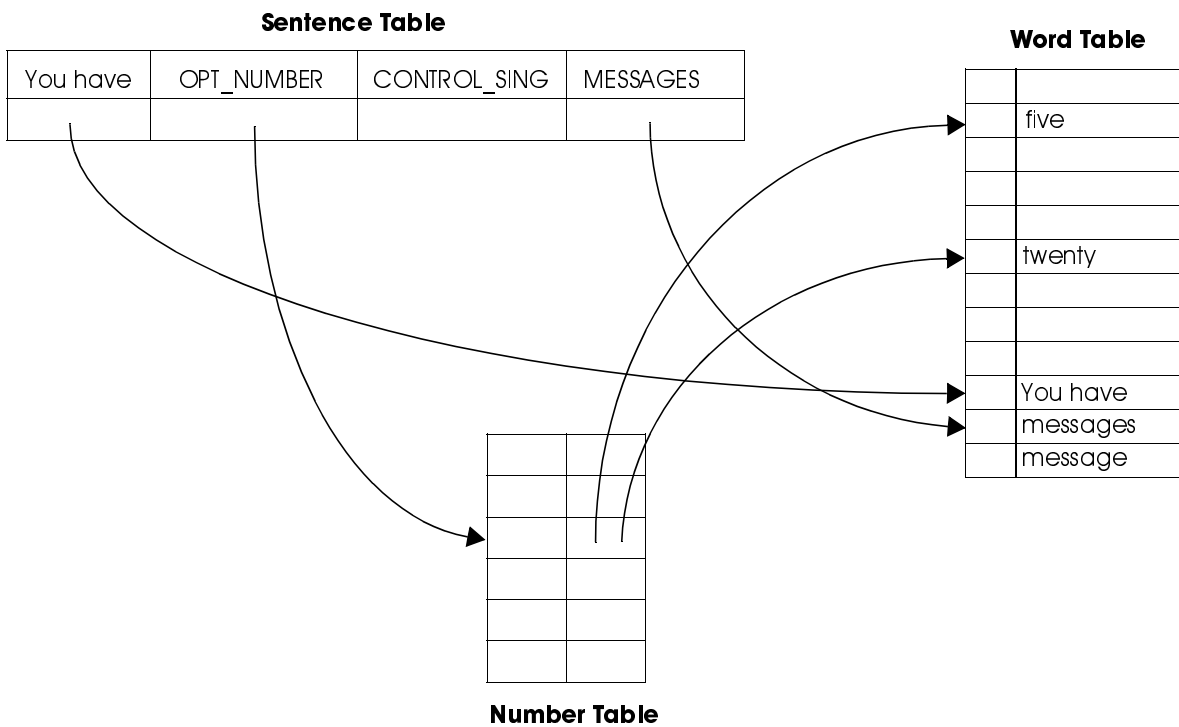 Sentence Table
You have OPT_NUMBER CONTROL_SING MESSAGES
Word Table
five
twenty
You have
messages
message
Number Table